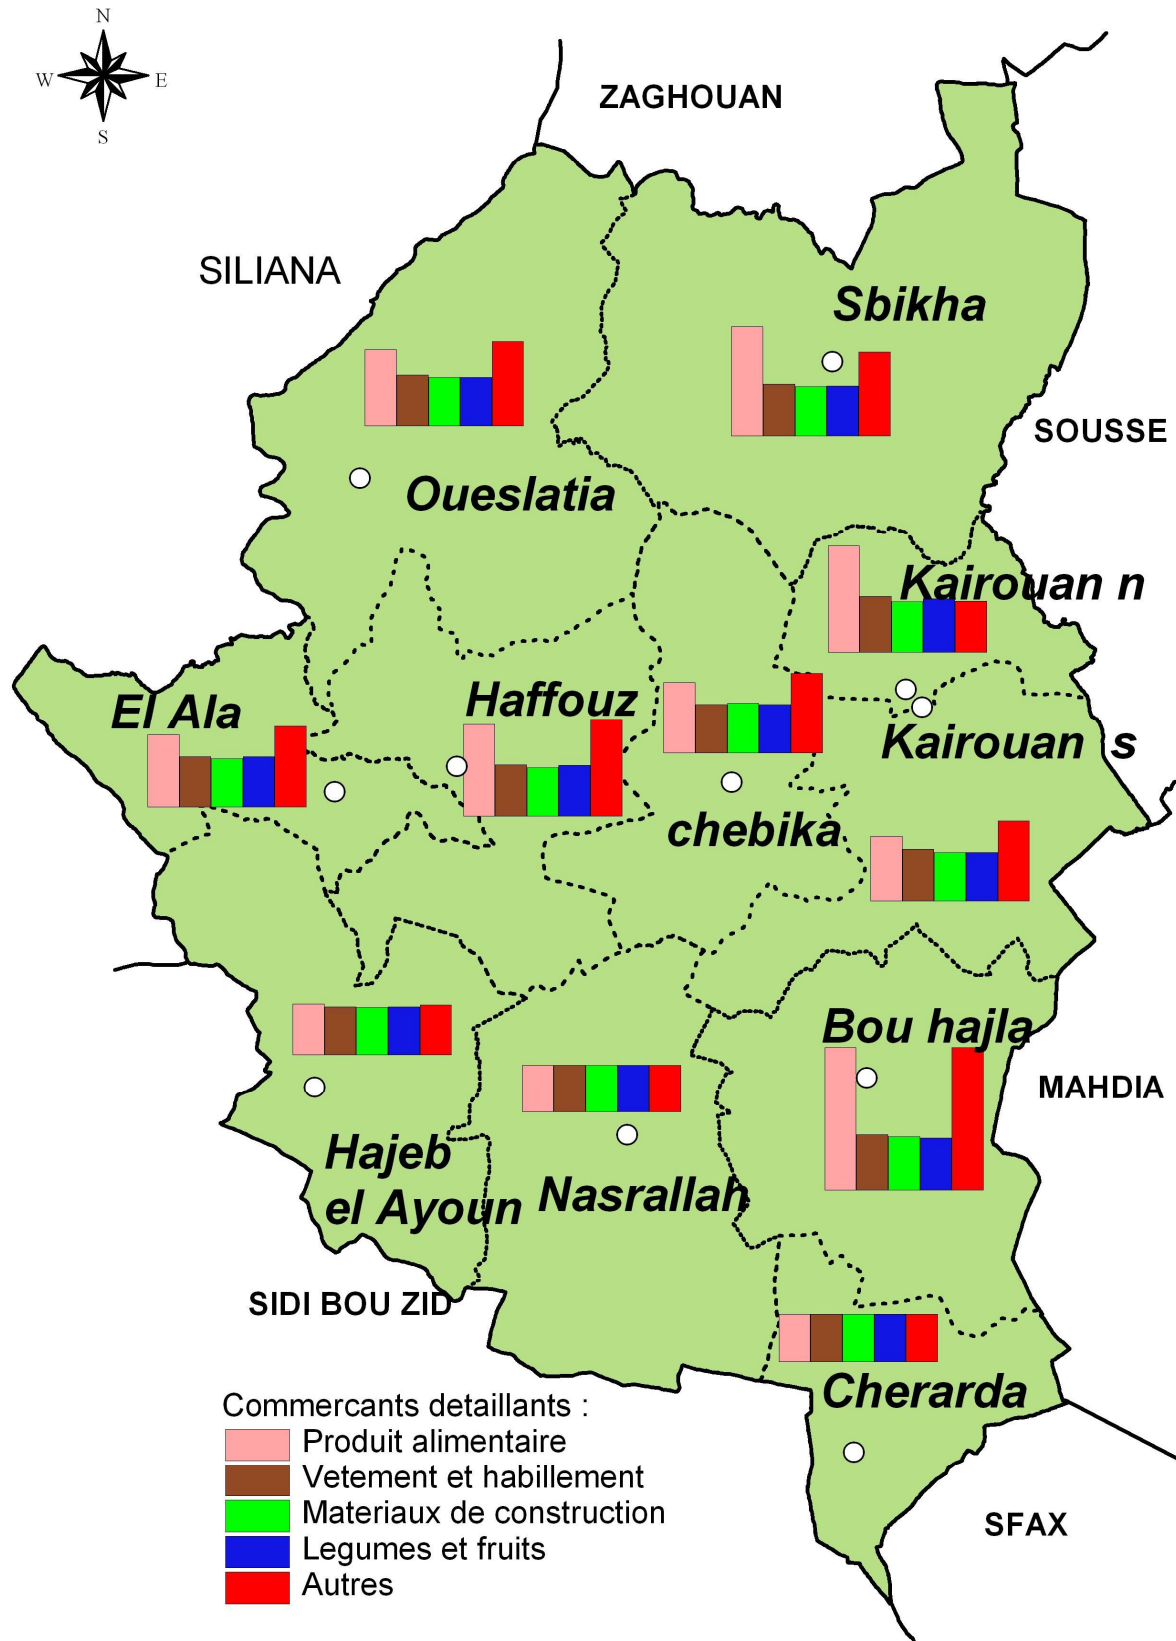 N
W E
S
ZAGHOUAN
SILIANA
Sbikha
SOUSSE
Oueslatia
Kairouan n
El Ala
Haffouz
Kairouan s
chebika
Bou hajla
MAHDIA
Hajeb
el Ayoun
Nasrallah
SIDI BOU ZID
Cherarda
Commercants detaillants :
Produit alimentaire
Vetement et habillement
Materiaux de construction
Legumes et fruits
Autres
SFAX